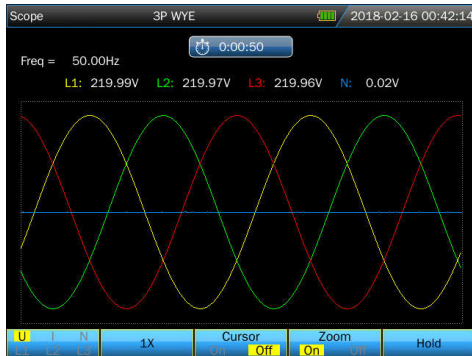 Scope 3P WYE 2018-02-16 00:42:14
0:00:50
Freq = 50.00Hz
L1: 219.99V L2: 219.97V L3: 219.96V N: 0.02V
U I N 1X Cursor Zoom Hold
L1 L2 L3 On Off On Off